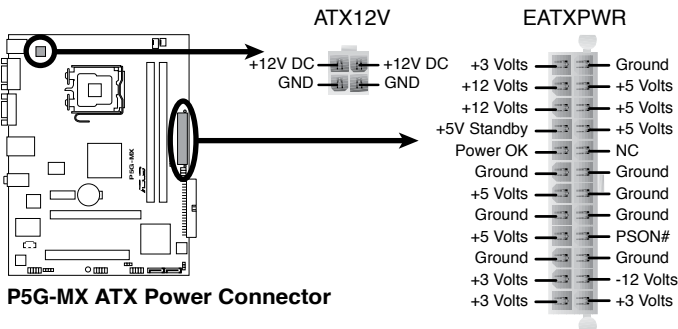 ATX12V
+12V DC +12V DC
GND GND
EATXPWR
+3 Volts Ground
+12 Volts +5 Volts
+12 Volts +5 Volts
+5V Standby +5 Volts
Power OK NC
Ground Ground
+5 Volts Ground
Ground Ground
+5 Volts PSON#
Ground Ground
+3 Volts -12 Volts
+3 Volts +3 Volts
P5G-MX
P5G-MX ATX Power Connector